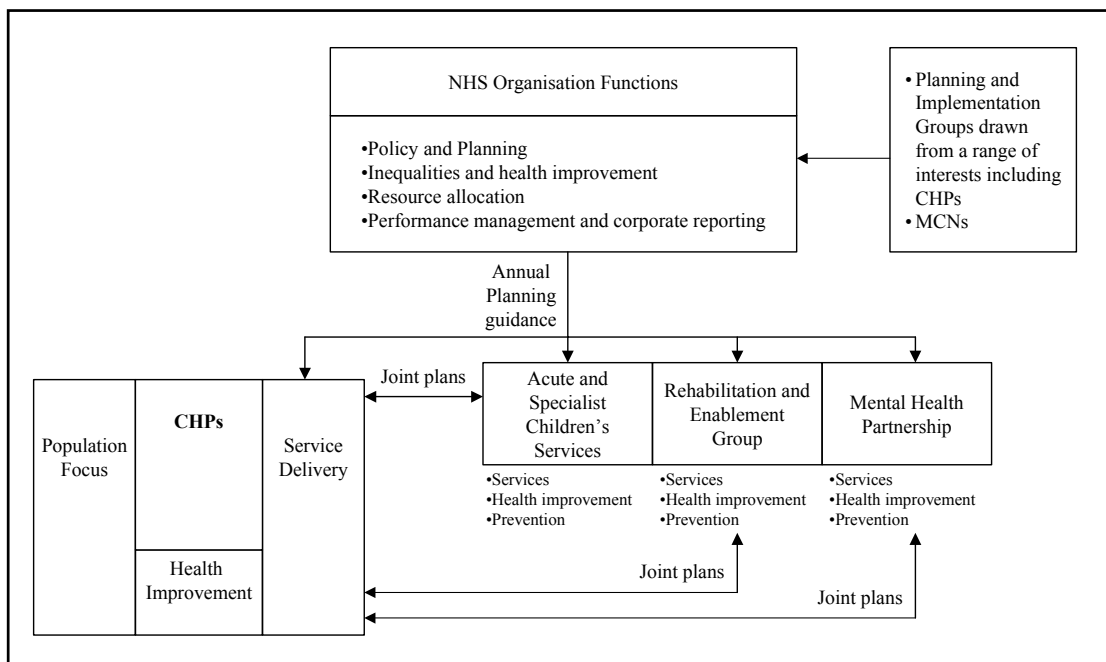 NHS Organisation Functions
•Policy and Planning
•Inequalities and health improvement
•Resource allocation
•Performance management and corporate reporting
•Planning and
Implementation
Groups drawn
from a range of
interests including
CHPs
•MCNs
Annual
Planning
guidance
Joint plans
Population
Focus
CHPs
Health
Improvement
Service
Delivery
Acute and
Specialist
Children’s
Services
•Services
•Health improvement
•Prevention
Rehabilitation and
Enablement
Group
•Services
•Health improvement
•Prevention
Mental Health
Partnership
•Services
•Health improvement
•Prevention
Joint plans
Joint plans